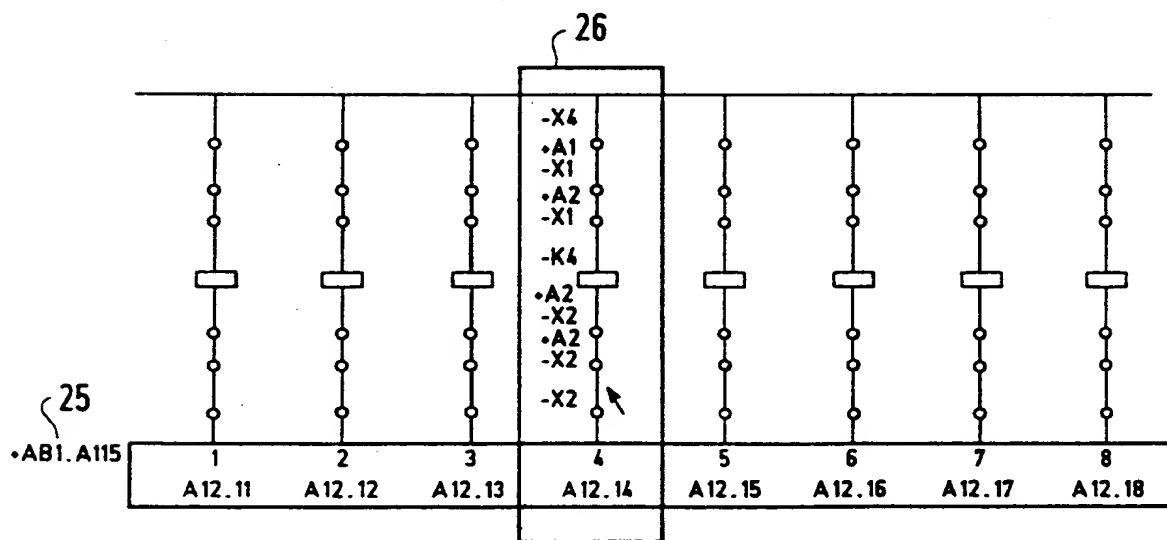 26
-X4
+A1
-X1
+A2
-X1
-K4
+A2
-X2
+A2
-X2
-X2
25
+AB1.A115
1 2 3 4 5 6 7 8
A12.11 A12.12 A12.13 A12.14 A12.15 A12.16 A12.17 A12.18